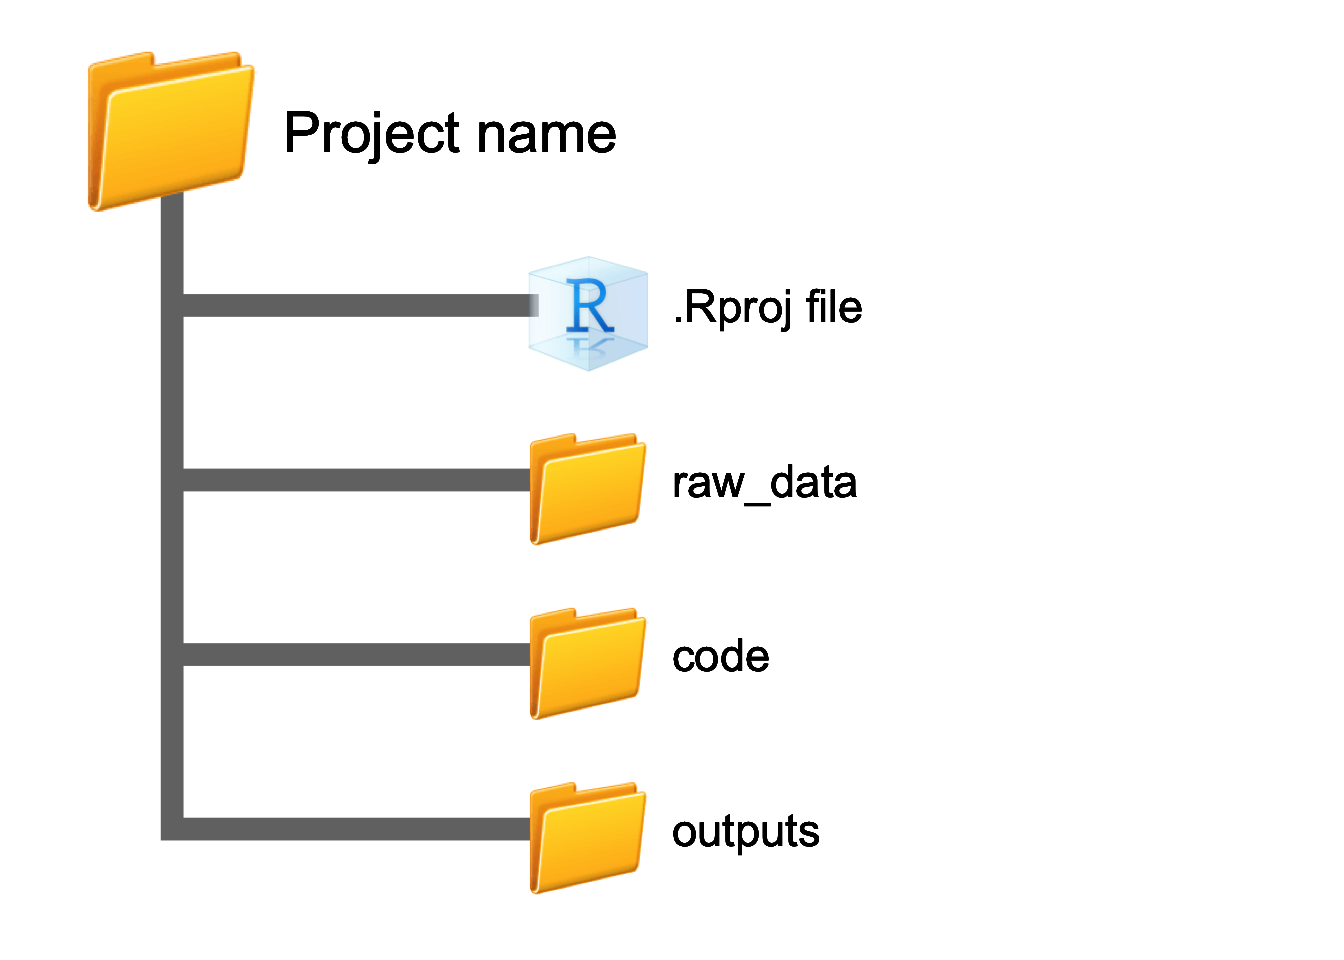 Project name
R
.Rproj file
raw_data
code
outputs